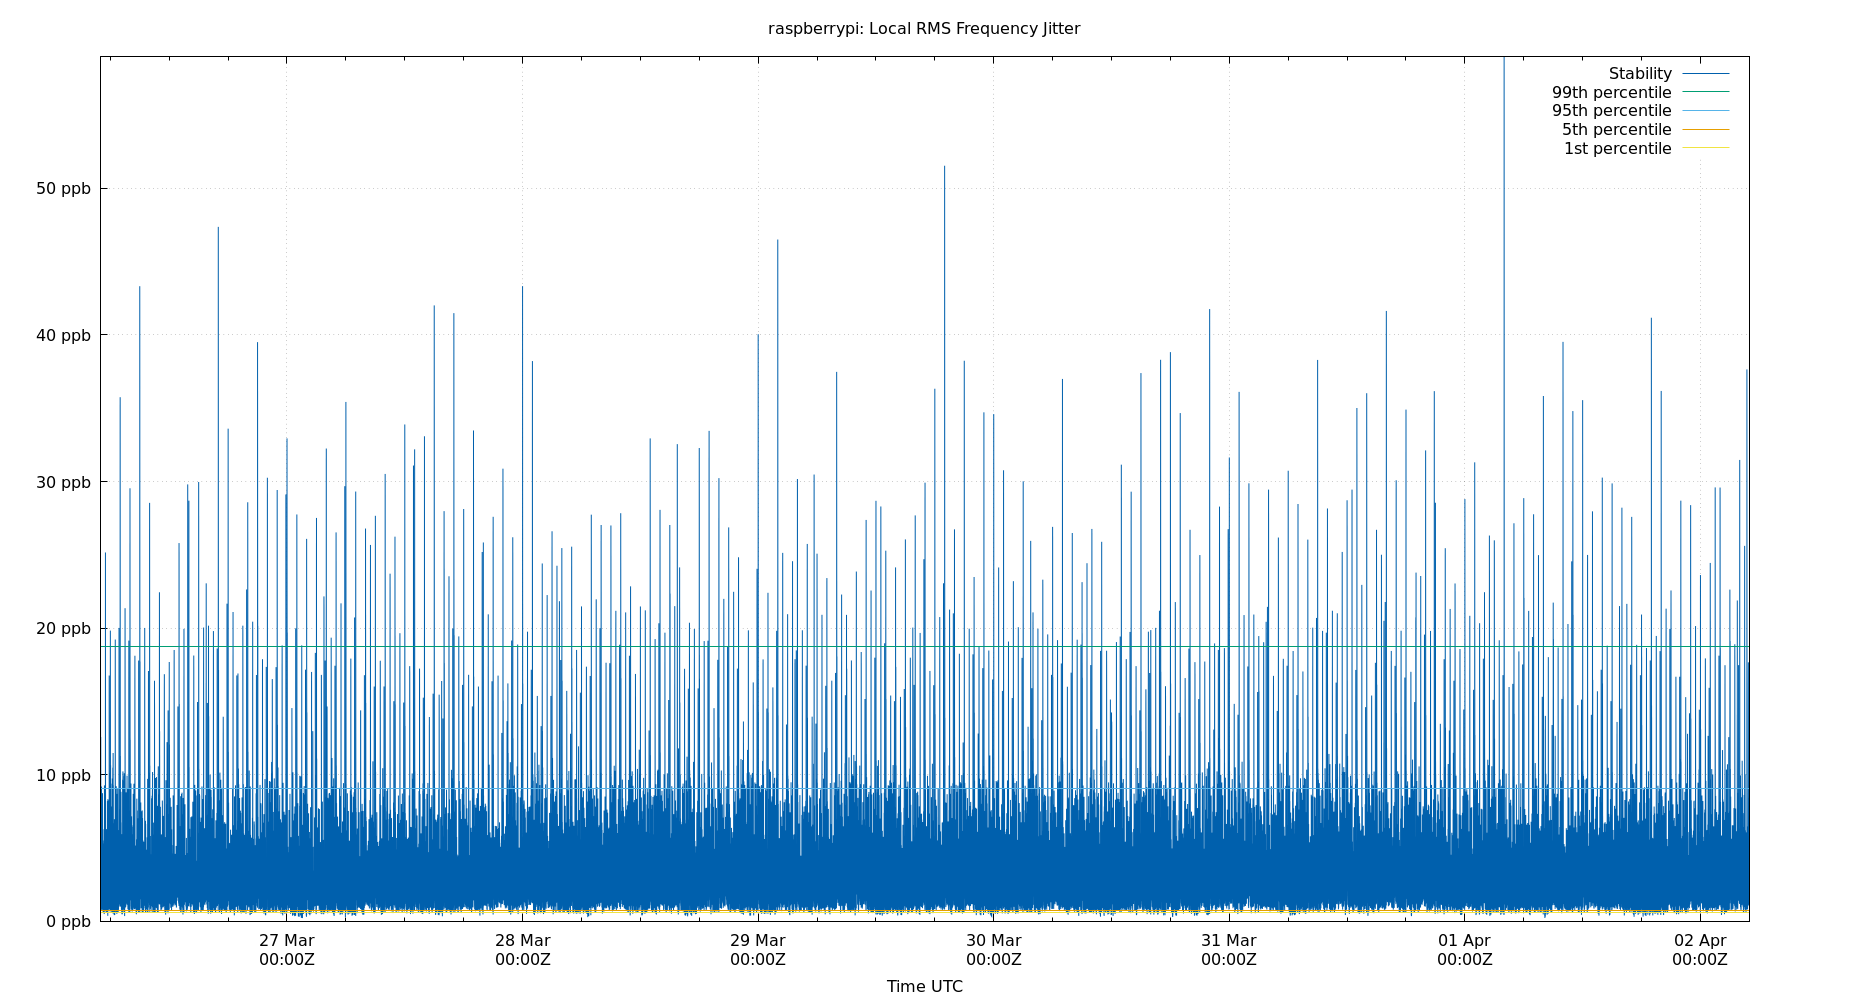 raspberrypi: Local RMS Frequency Jitter
Stability
99th percentile
95th percentile
5th percentile
1st percentile
50 ppb
40 ppb
30 ppb
20 ppb
10 ppb
0 ppb
27 Mar 28 Mar 29 Mar 30 Mar 31 Mar 01 Apr 02 Apr
00:00Z 00:00Z 00:00Z 00:00Z 00:00Z 00:00Z 00:00Z
Time UTC